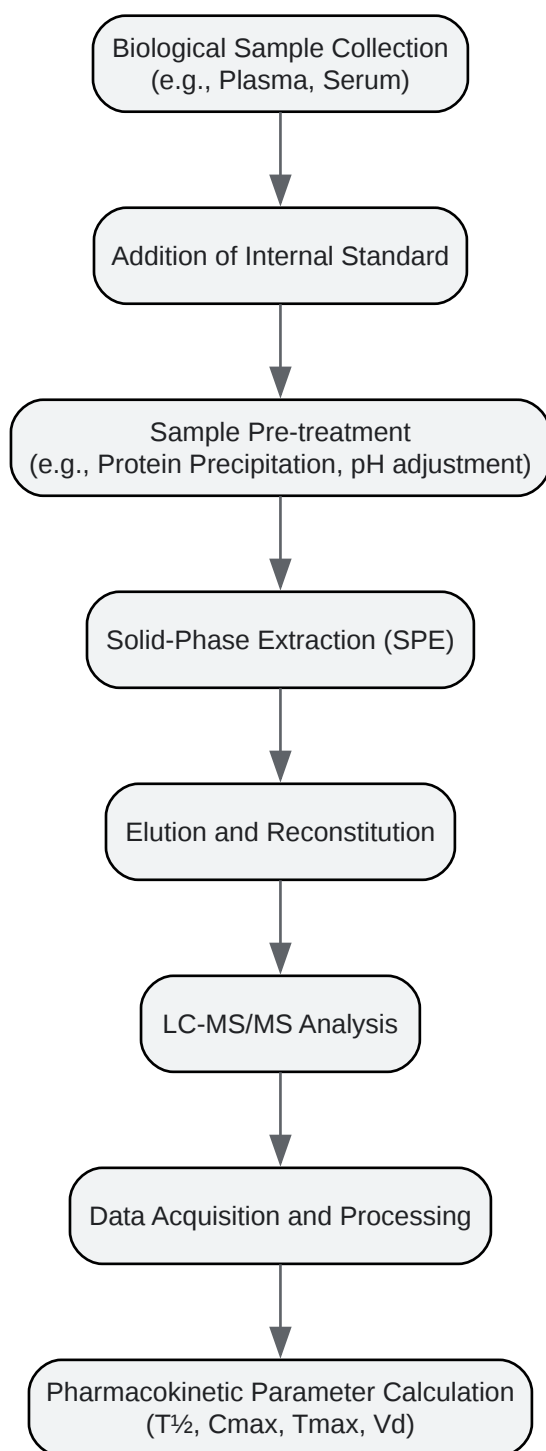 Biological Sample Collection
(e.g., Plasma, Serum)
Addition of Internal Standard
Sample Pre-treatment
(e.g., Protein Precipitation, pH adjustment)
Solid-Phase Extraction (SPE)
Elution and Reconstitution
LC-MS/MS Analysis
Data Acquisition and Processing
Pharmacokinetic Parameter Calculation
(T½, Cmax, Tmax, Vd)